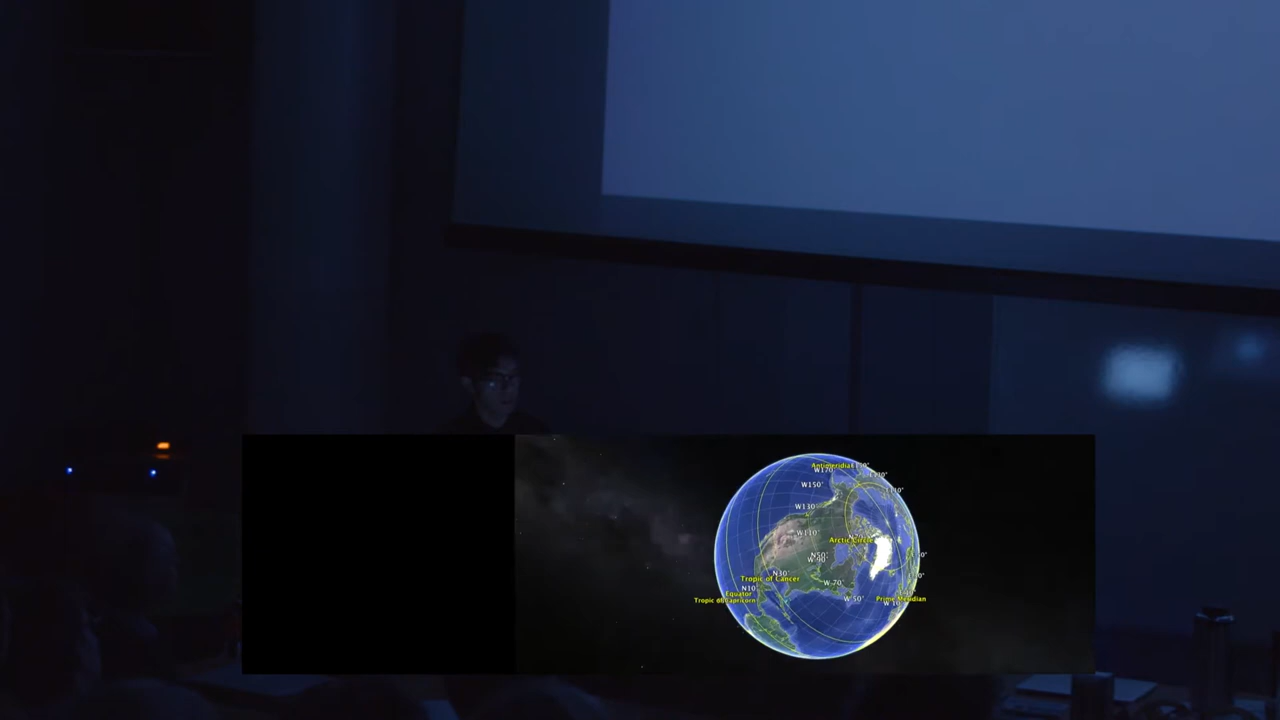 Antimeridian
W170°
W150°
W130
W110°
Arctic Circle
N50°
W 90
N30°
Tropic of Cancer
W 70°
N10°
Equator
W 50°
Prime Meridian
Tropic of Capricorn
W 10